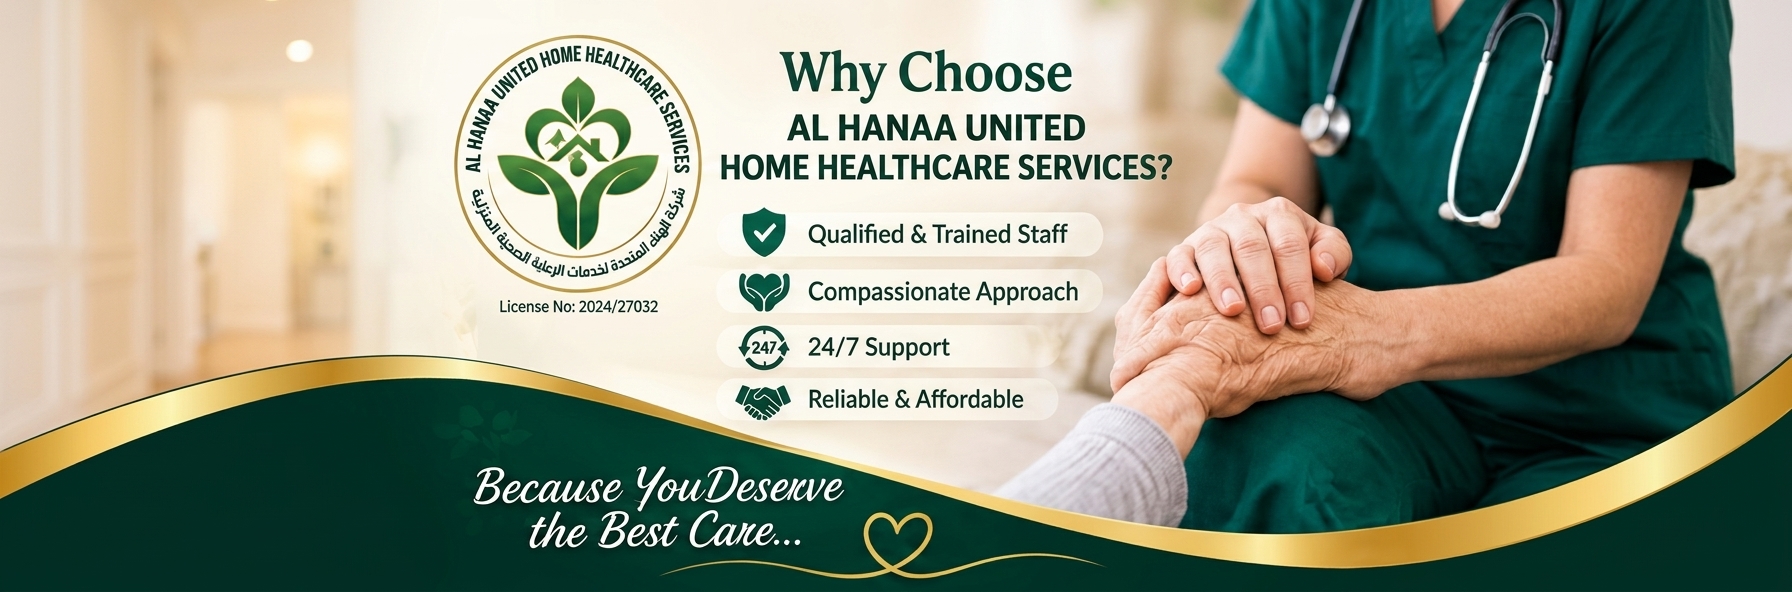 AL HANAA UNITED HOME HEALTHCARE SERVICES
شركة الهناء المتحدة لخدمات الرعاية الصحية المنزلية
License No: 2024/27032
Why Choose
AL HANAA UNITED
HOME HEALTHCARE SERVICES?
Qualified & Trained Staff
Compassionate Approach
247
24/7 Support
Reliable & Affordable
Because You Deserve
the Best Care...